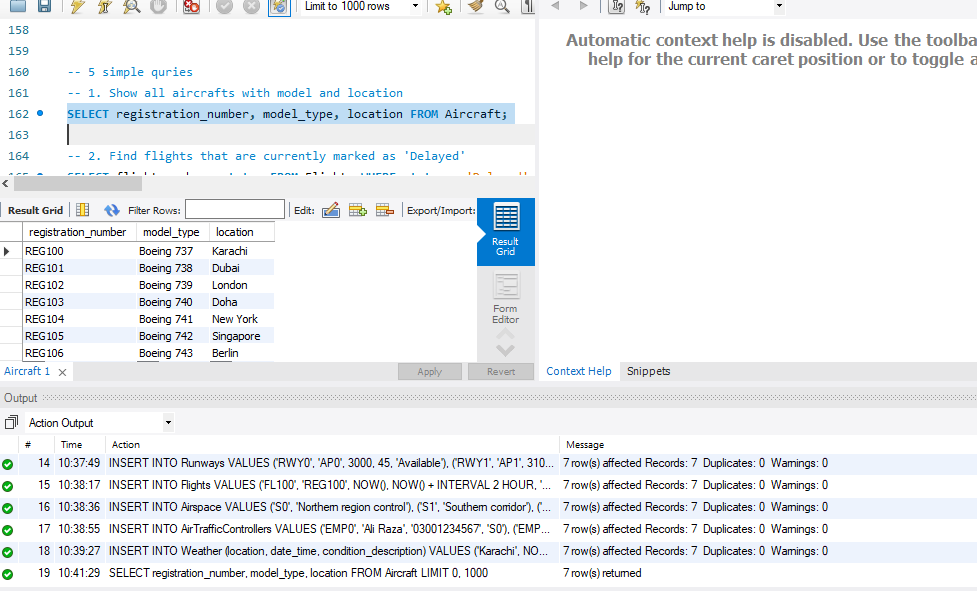 Limit to 1000 rows
Jump to
158
159
160 -- 5 simple quries
161 -- 1. Show all aircrafts with model and location
162 SELECT registration_number, model_type, location FROM Aircraft;
163
164 -- 2. Find flights that are currently marked as 'Delayed'
Automatic context help is disabled. Use the toolba
help for the current caret position or to toggle a
Result Grid Filter Rows: Edit: Export/Import:
registration_number model_type location
REG100 Boeing 737 Karachi
REG101 Boeing 738 Dubai
REG102 Boeing 739 London
REG103 Boeing 740 Doha
REG104 Boeing 741 New York
REG105 Boeing 742 Singapore
REG106 Boeing 743 Berlin
Result
Grid
Form
Editor
Aircraft 1 Apply Revert
Context Help Snippets
Output
Action Output
# Time Action Message
14 10:37:49 INSERT INTO Runways VALUES ('RWY0', 'AP0', 3000, 45, 'Available'), ('RWY1', 'AP1', 310... 7 row(s) affected Records: 7 Duplicates: 0 Warnings: 0
15 10:38:17 INSERT INTO Flights VALUES ('FL100', 'REG100', NOW(), NOW() + INTERVAL 2 HOUR, '... 7 row(s) affected Records: 7 Duplicates: 0 Warnings: 0
16 10:38:36 INSERT INTO Airspace VALUES ('S0', 'Northern region control'), ('S1', 'Southern corridor'), ('... 7 row(s) affected Records: 7 Duplicates: 0 Warnings: 0
17 10:38:55 INSERT INTO AirTrafficControllers VALUES ('EMP0', 'Ali Raza', '03001234567', 'S0'), ('EMP... 7 row(s) affected Records: 7 Duplicates: 0 Warnings: 0
18 10:39:27 INSERT INTO Weather (location, date_time, condition_description) VALUES ('Karachi', NO... 7 row(s) affected Records: 7 Duplicates: 0 Warnings: 0
19 10:41:29 SELECT registration_number, model_type, location FROM Aircraft LIMIT 0, 1000 7 row(s) returned